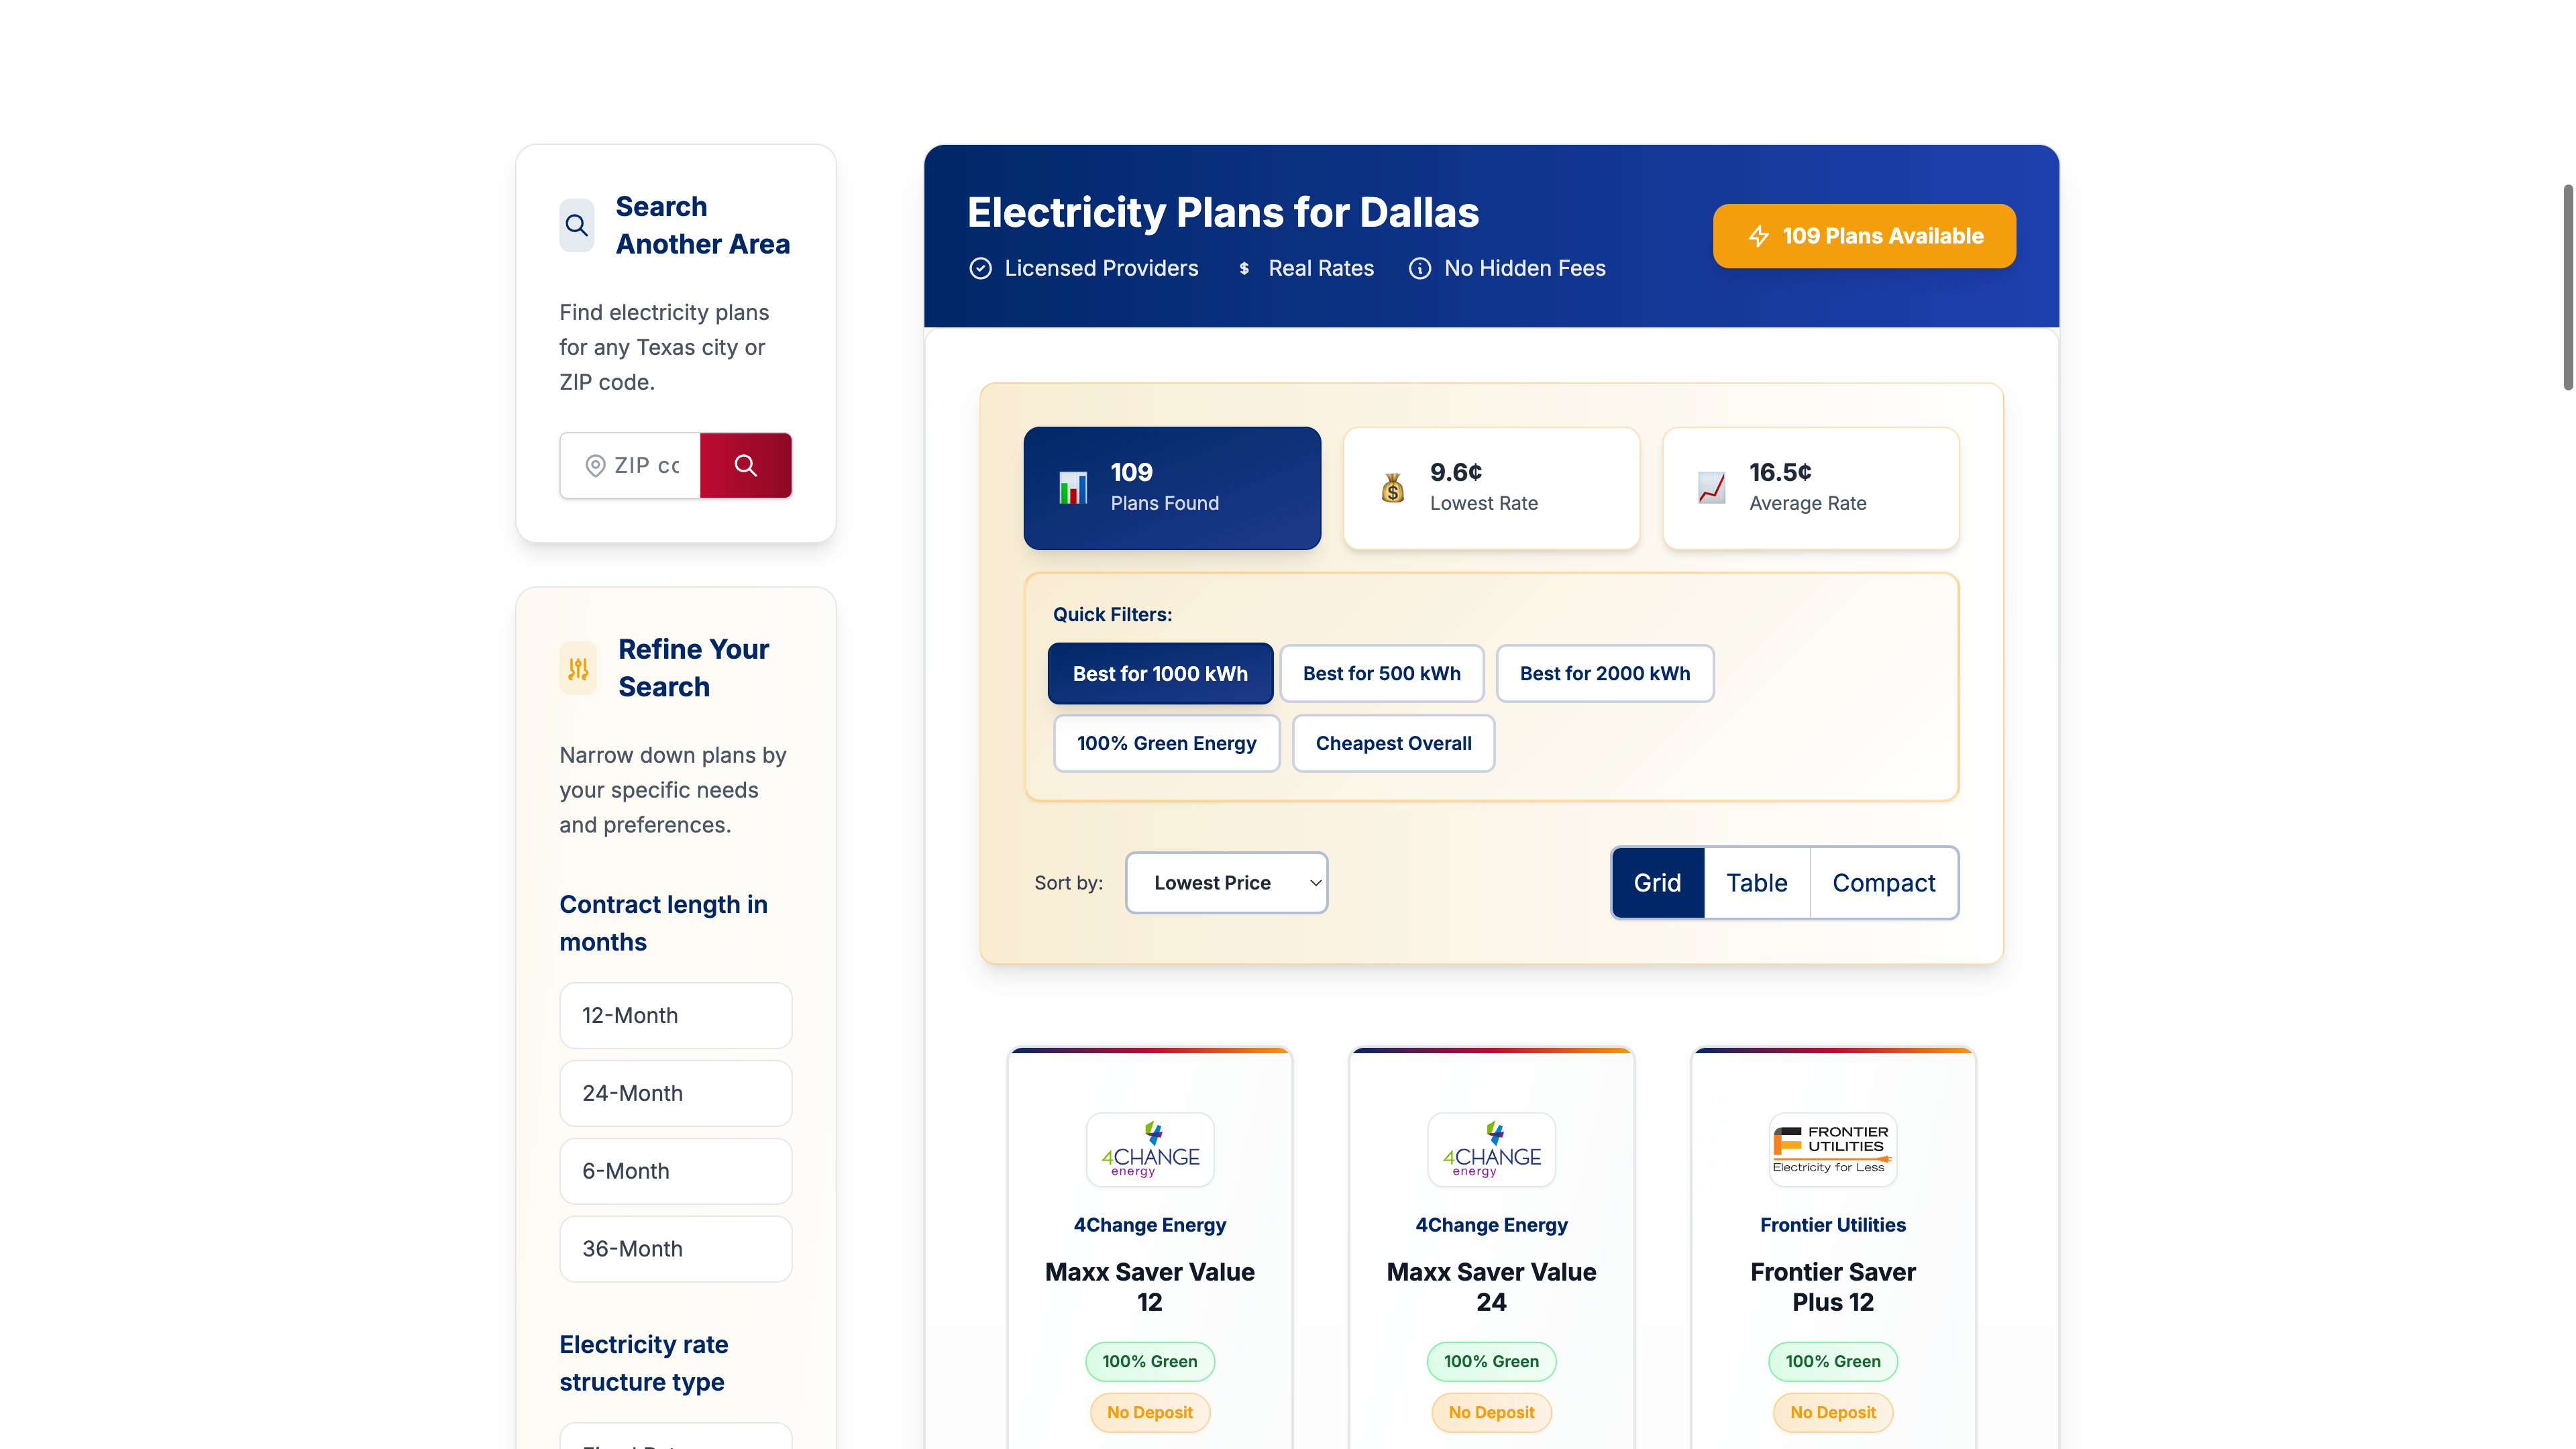 Search
Another Area
Find electricity plans
for any Texas city or
ZIP code.
ZIP
Refine Your
Search
Narrow down plans by
your specific needs
and preferences.
Contract length in
months
12-Month
24-Month
6-Month
36-Month
Electricity rate
structure type
Electricity Plans for Dallas
Licensed Providers
$ Real Rates
No Hidden Fees
109 Plans Available
109
Plans Found
9.6¢
Lowest Rate
16.5¢
Average Rate
Quick Filters:
Best for 1000 kWh
Best for 500 kWh
Best for 2000 kWh
100% Green Energy
Cheapest Overall
Sort by:
Lowest Price
Grid
Table
Compact
4CHANGE
energy
4Change Energy
Maxx Saver Value
12
100% Green
No Deposit
4CHANGE
energy
4Change Energy
Maxx Saver Value
24
100% Green
No Deposit
FRONTIER
UTILITIES
Electricity for Less
Frontier Utilities
Frontier Saver
Plus 12
100% Green
No Deposit